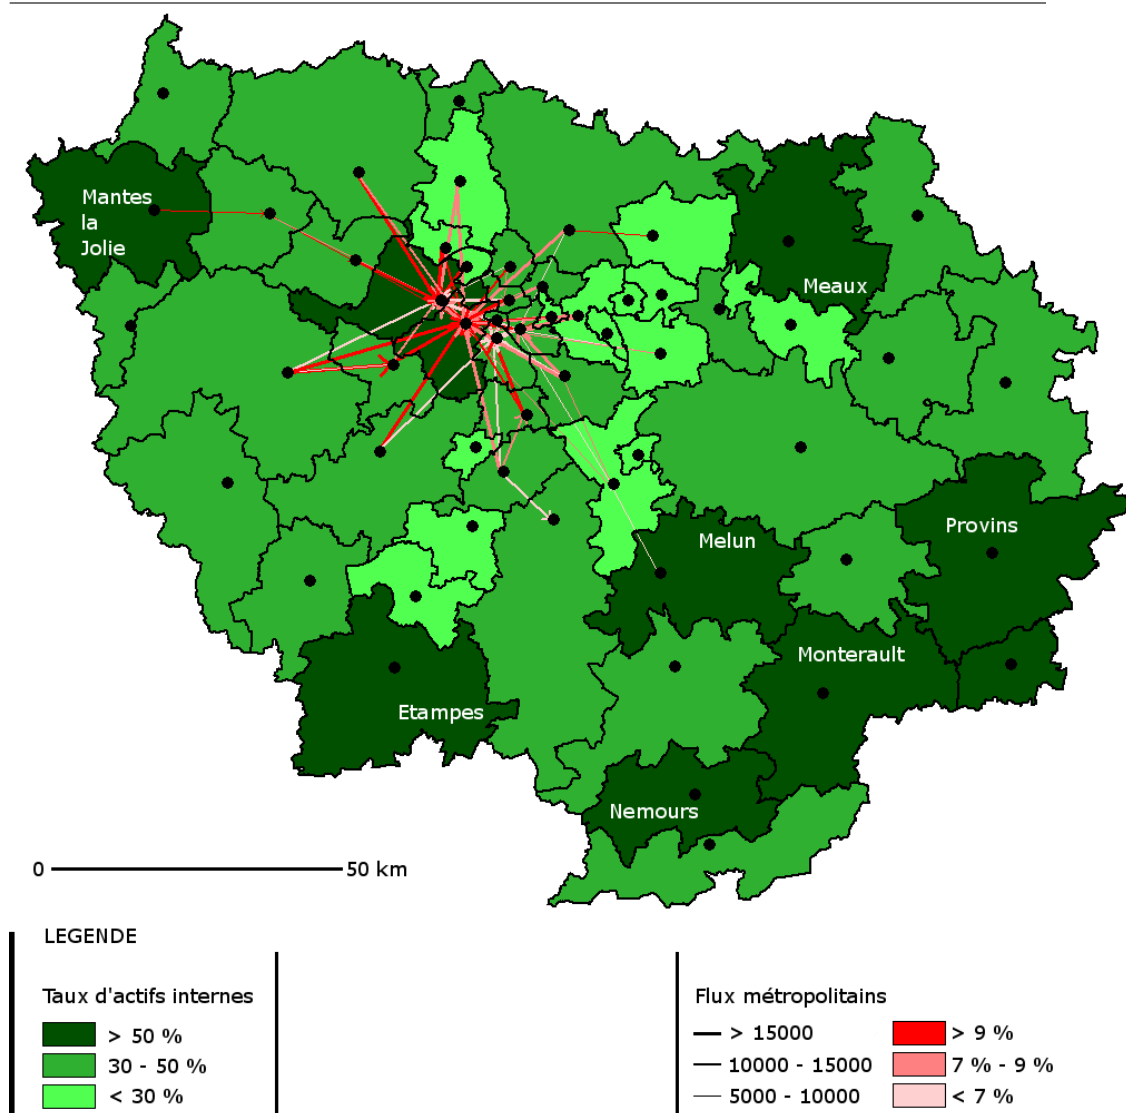 Mantes
la
Jolie
Meaux
Provins
Melun
Monterault
Etampes
Nemours
0
50 km
LEGENDE
Taux d'actifs internes
> 50 %
30 - 50 %
< 30 %
Flux métropolitains
> 15000
10000 - 15000
5000 - 10000
> 9 %
7 % - 9 %
< 7 %